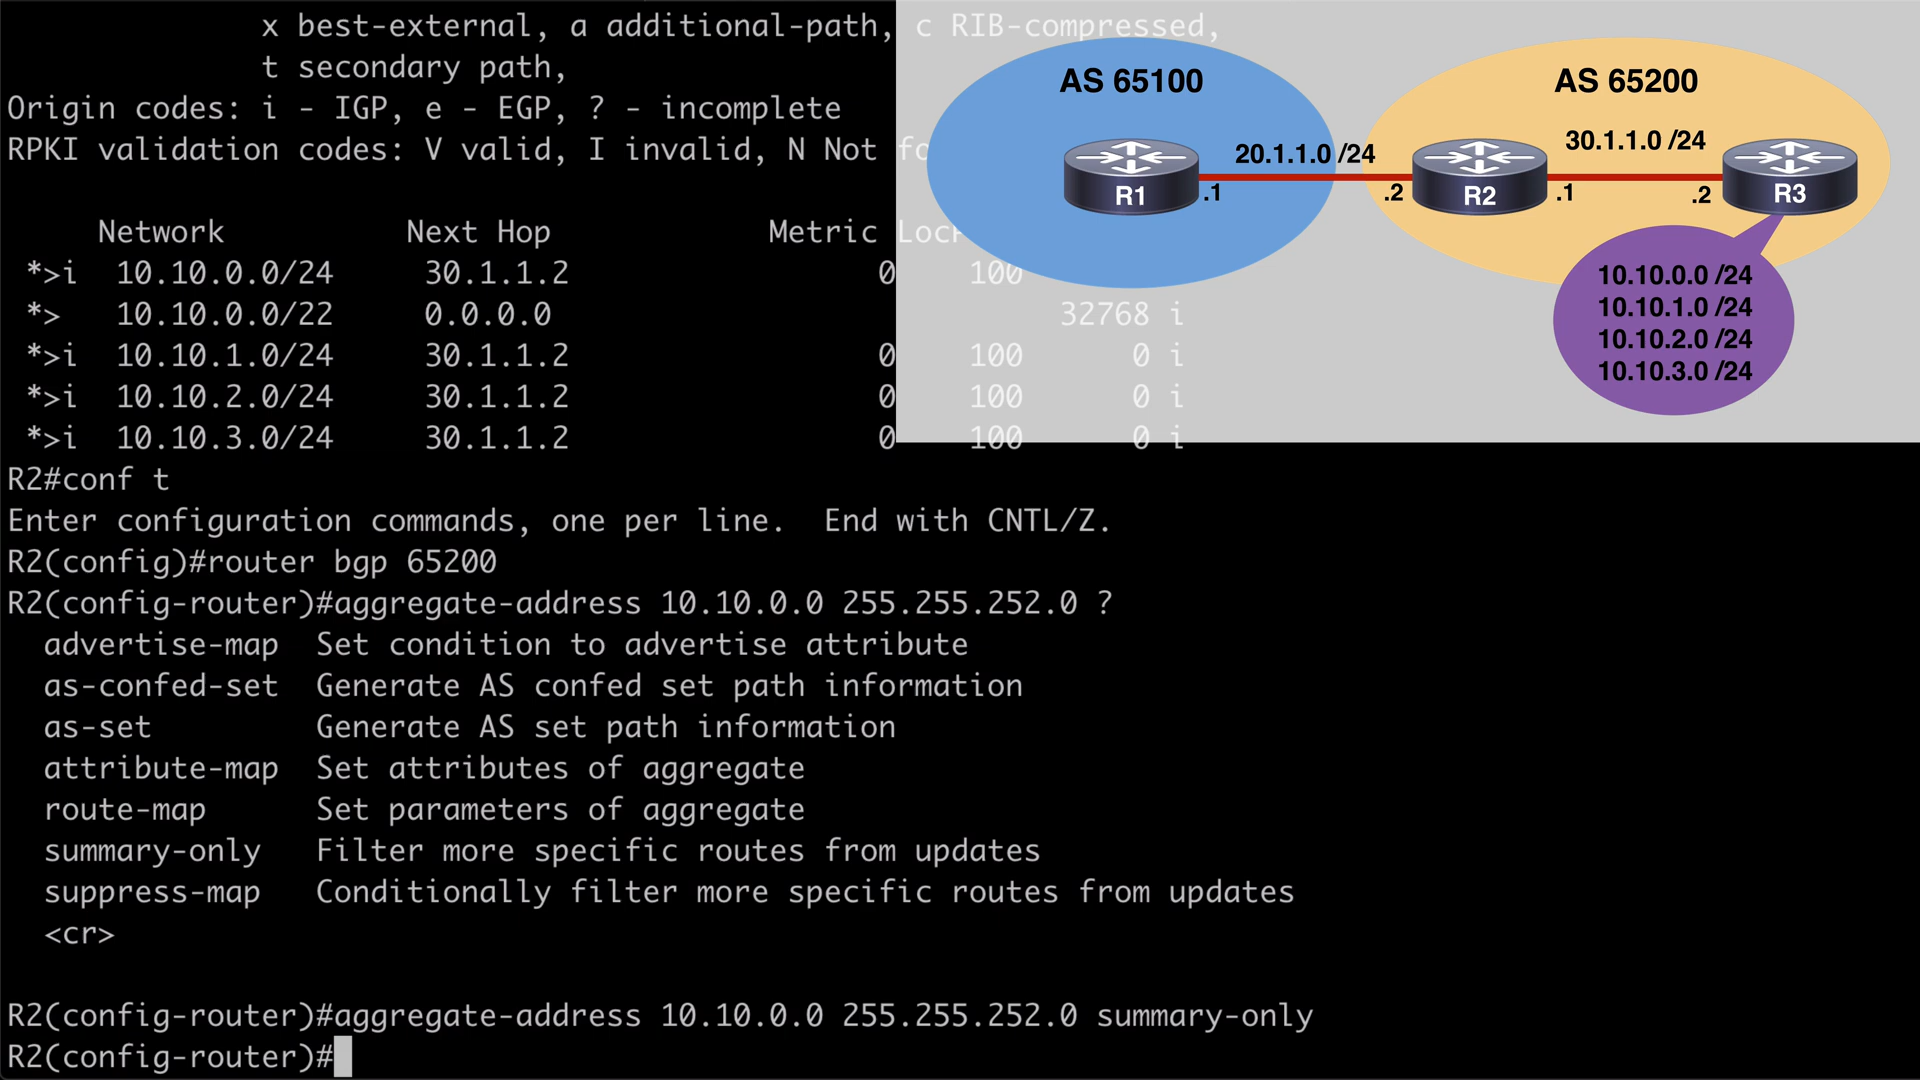 x best-external, a additional-path, c RIB-compressed,
t secondary path,
Origin codes: i - IGP, e - EGP, ? - incomplete
RPKI validation codes: V valid, I invalid, N Not fo
Network Next Hop Metric LocP
*>i 10.10.0.0/24 30.1.1.2 0 100
*> 10.10.0.0/22 0.0.0.0 32768 i
*>i 10.10.1.0/24 30.1.1.2 0 100 0 i
*>i 10.10.2.0/24 30.1.1.2 0 100 0 i
*>i 10.10.3.0/24 30.1.1.2 0 100 0 i
R2#conf t
Enter configuration commands, one per line. End with CNTL/Z.
R2(config)#router bgp 65200
R2(config-router)#aggregate-address 10.10.0.0 255.255.252.0 ?
advertise-map Set condition to advertise attribute
as-confed-set Generate AS confed set path information
as-set Generate AS set path information
attribute-map Set attributes of aggregate
route-map Set parameters of aggregate
summary-only Filter more specific routes from updates
suppress-map Conditionally filter more specific routes from updates
<cr>
R2(config-router)#aggregate-address 10.10.0.0 255.255.252.0 summary-only
R2(config-router)#
AS 65100
AS 65200
20.1.1.0 /24
30.1.1.0 /24
R1
.1
.2
R2
.1
.2
R3
10.10.0.0 /24
10.10.1.0 /24
10.10.2.0 /24
10.10.3.0 /24